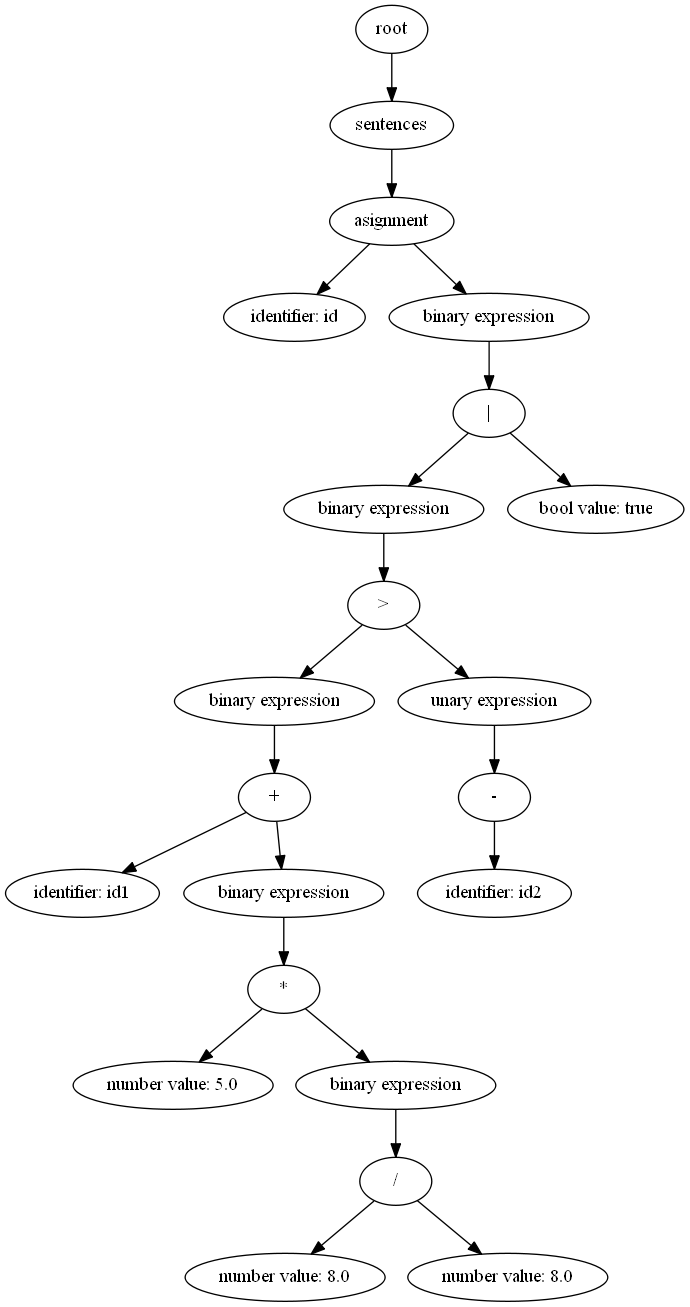 root
sentences
asignment
identifier: id
binary expression
|
binary expression
bool value: true
>
binary expression
unary expression
+
-
identifier: id1
binary expression
identifier: id2
*
number value: 5.0
binary expression
/
number value: 8.0
number value: 8.0